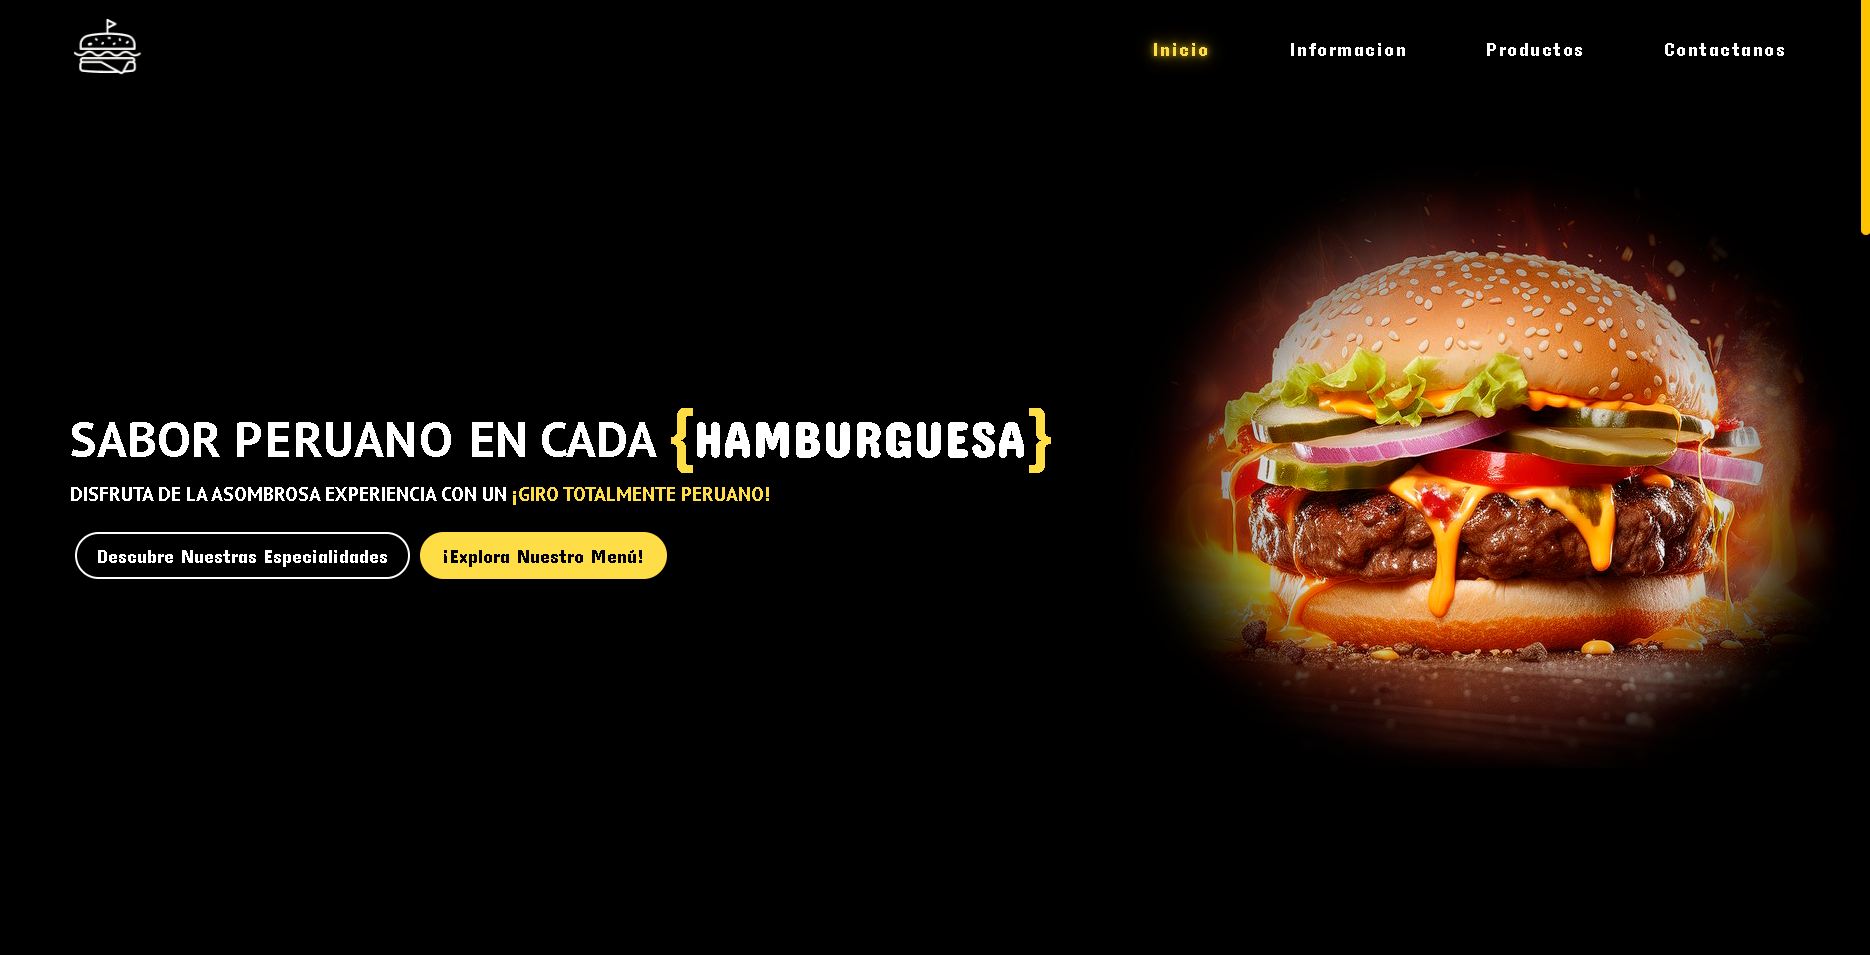 Inicio Informacion Productos Contactanos
SABOR PERUANO EN CADA {HAMBURGUESA}
DISFRUTA DE LA ASOMBROSA EXPERIENCIA CON UN ¡GIRO TOTALMENTE PERUANO!
Descubre Nuestras Especialidades ¡Explora Nuestro Menú!